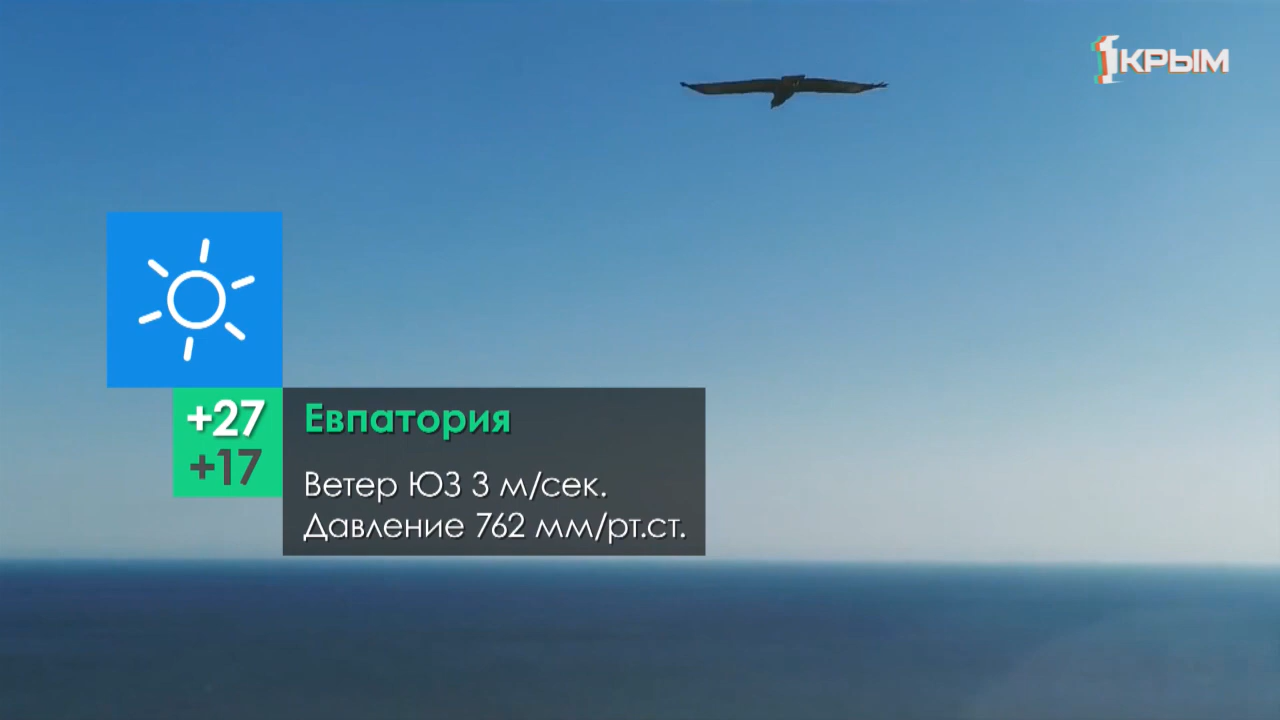 1КРЫМ
+27
+17
Евпатория
Ветер ЮЗ 3 м/сек.
Давление 762 мм/рт.ст.